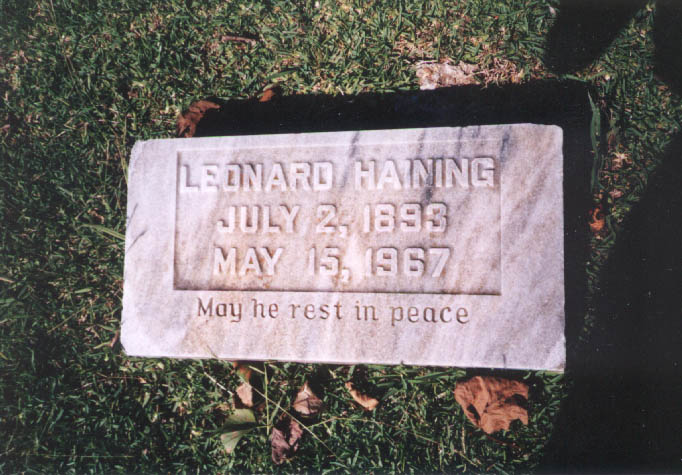 LEONARD HAINING
JULY 2, 1893
MAY 15, 1967
May he rest in peace